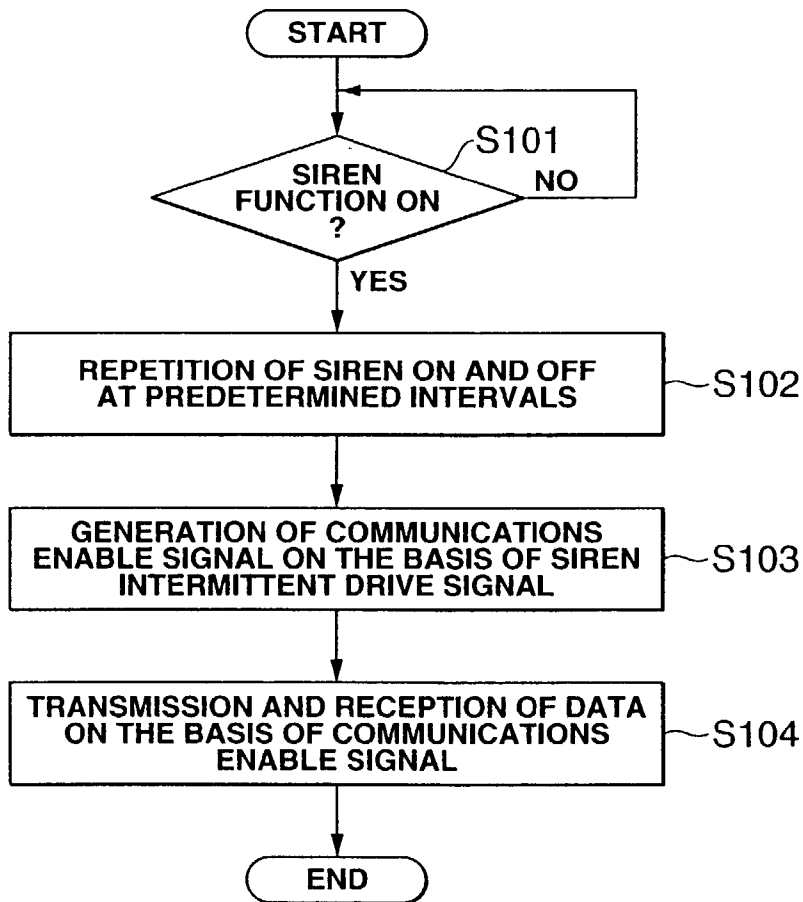 START
S101
SIREN
FUNCTION ON
?
NO
YES
REPETITION OF SIREN ON AND OFF
AT PREDETERMINED INTERVALS
S102
GENERATION OF COMMUNICATIONS
ENABLE SIGNAL ON THE BASIS OF SIREN
INTERMITTENT DRIVE SIGNAL
S103
TRANSMISSION AND RECEPTION OF DATA
ON THE BASIS OF COMMUNICATIONS
ENABLE SIGNAL
S104
END